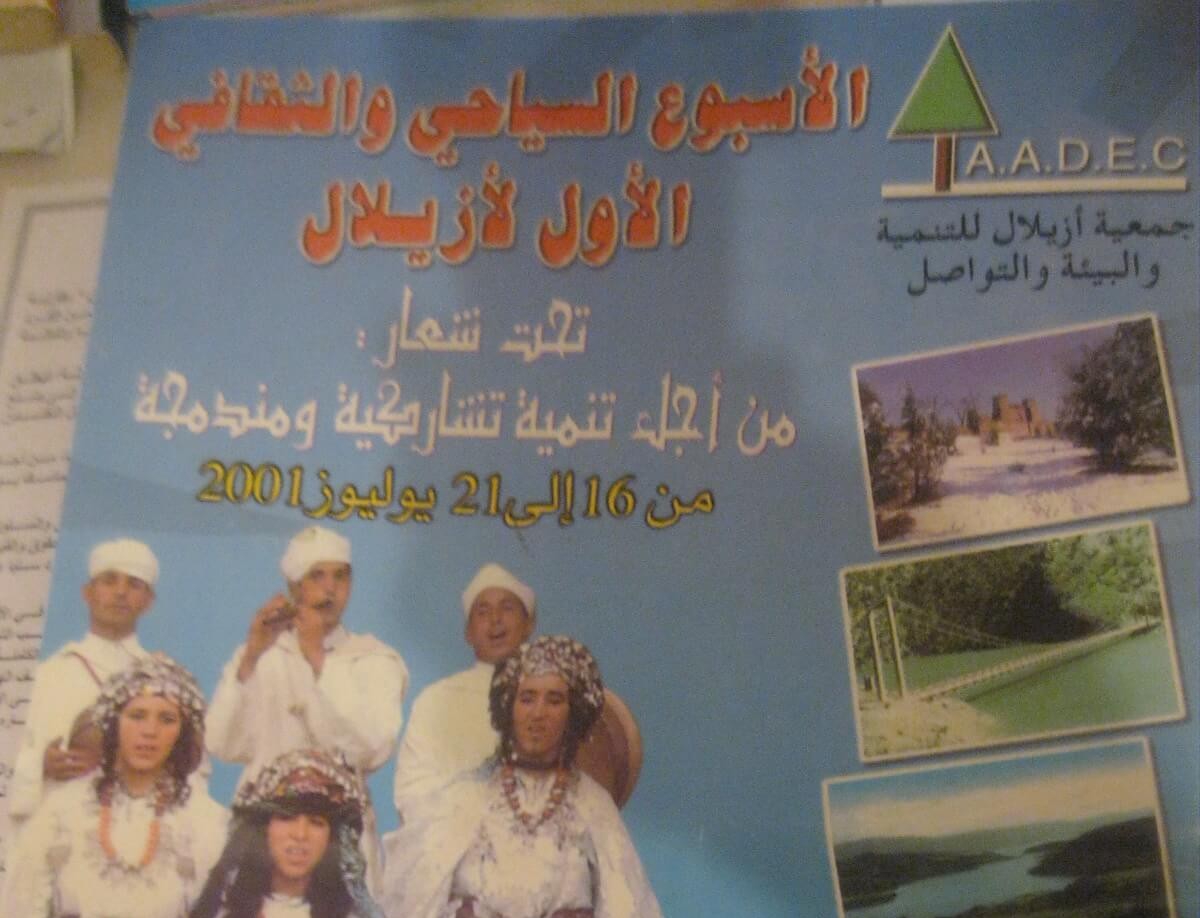 الأسبوع السياحي والثقافي
الأول لأزيلال
تحت شعار :
من أجل تنمية تشاركية ومندمجة
من 16 إلى 21 يوليوز 2001
A.A.D.E.C
جمعية أزيلال للتنمية
والبيئة والتواصل